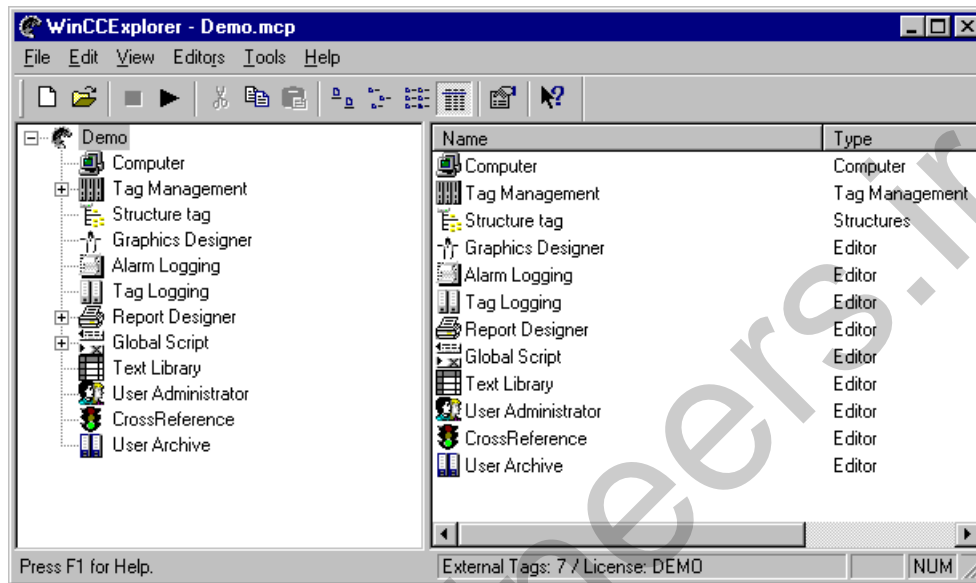 WinCCExplorer - Demo.mcp
File Edit View Editors Tools Help
Demo
Computer
Tag Management
Structure tag
Graphics Designer
Alarm Logging
Tag Logging
Report Designer
Global Script
Text Library
User Administrator
CrossReference
User Archive
Name Type
Computer Computer
Tag Management Tag Management
Structure tag Structures
Graphics Designer Editor
Alarm Logging Editor
Tag Logging Editor
Report Designer Editor
Global Script Editor
Text Library Editor
User Administrator Editor
CrossReference Editor
User Archive Editor
Press F1 for Help. External Tags: 7 / License: DEMO NUM
neers.ir